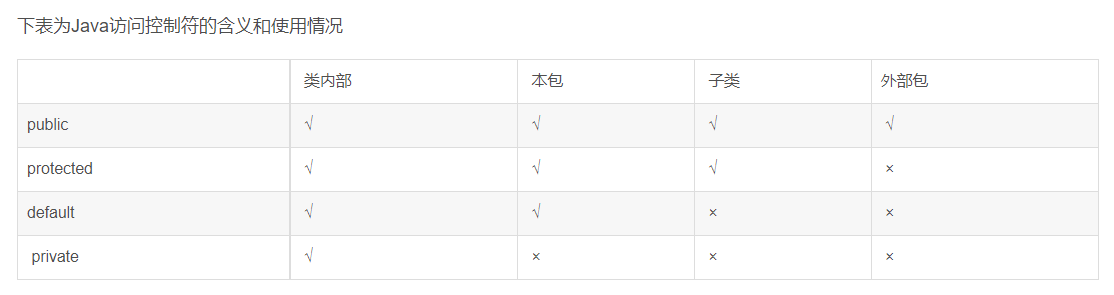 下表为Java访问控制符的含义和使用情况
类内部 本包 子类 外部包
public √ √ √ √
protected √ √ √ ×
default √ √ × ×
private √ × × ×